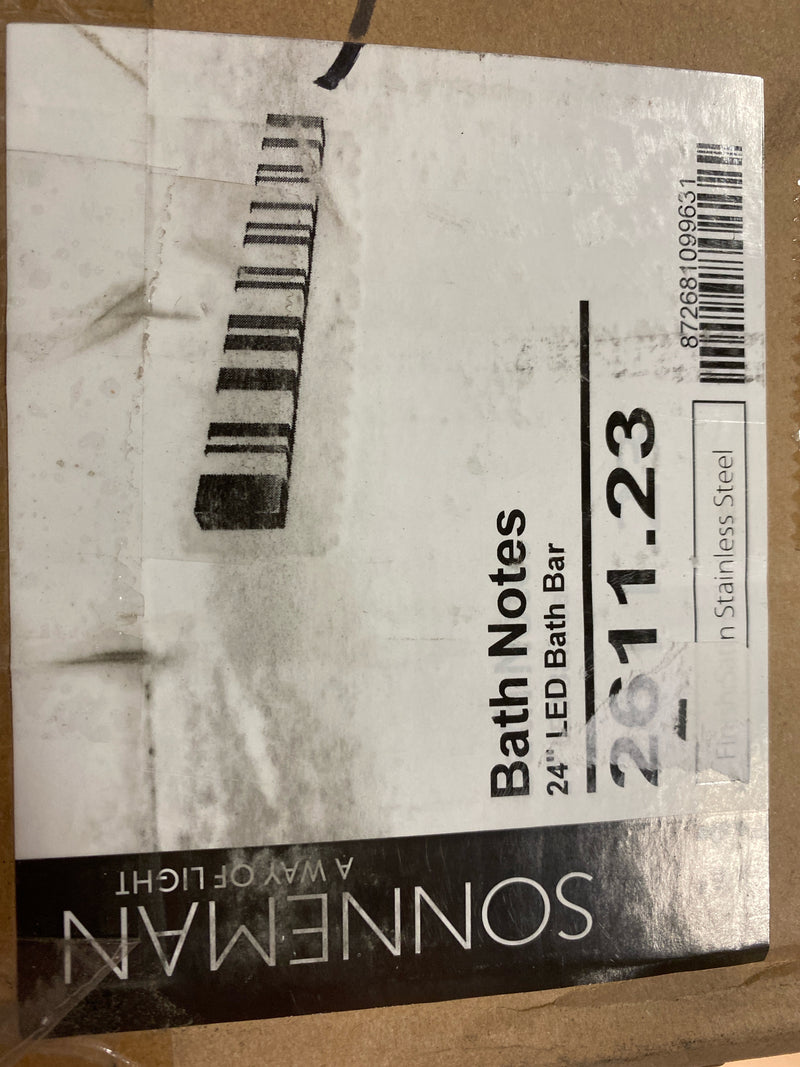 SONNEMAN
A WAY OF LIGHT
Bath Notes
24" LED Bath Bar
2611.23
Stainless Steel
872681099631